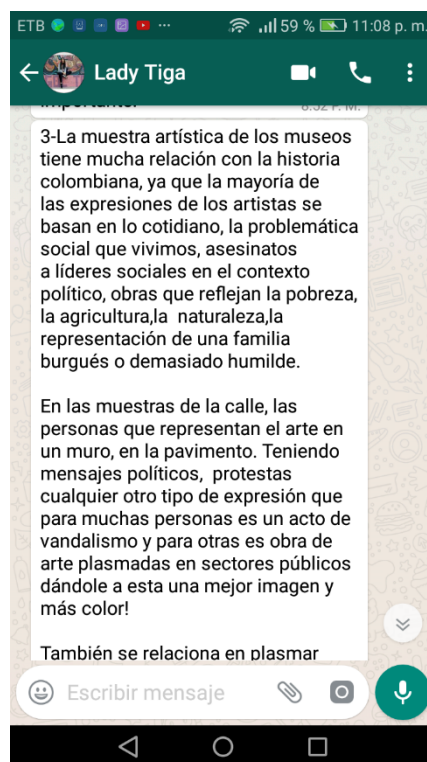 ETB
59 %
11:08 p. m.
Lady Tiga
importante.
8:52 P. M.
3-La muestra artística de los museos
tiene mucha relación con la historia
colombiana, ya que la mayoría de
las expresiones de los artistas se
basan en lo cotidiano, la problemática
social que vivimos, asesinatos
a líderes sociales en el contexto
político, obras que reflejan la pobreza,
la agricultura,la  naturaleza,la
representación de una familia
burgués o demasiado humilde.
En las muestras de la calle, las
personas que representan el arte en
un muro, en la pavimento. Teniendo
mensajes políticos,  protestas
cualquier otro tipo de expresión que
para muchas personas es un acto de
vandalismo y para otras es obra de
arte plasmadas en sectores públicos
dándole a esta una mejor imagen y
más color!
También se relaciona en plasmar
Escribir mensaje